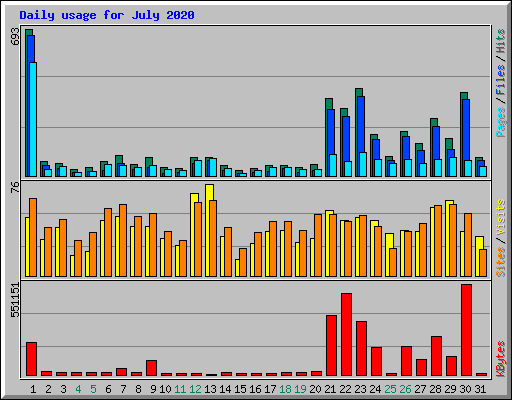 Daily usage for July 2020
693
Pages / Files / Hits
76
Sites / Visits
551151
KBytes
1 2 3 4 5 6 7 8 9 10 11 12 13 14 15 16 17 18 19 20 21 22 23 24 25 26 27 28 29 30 31